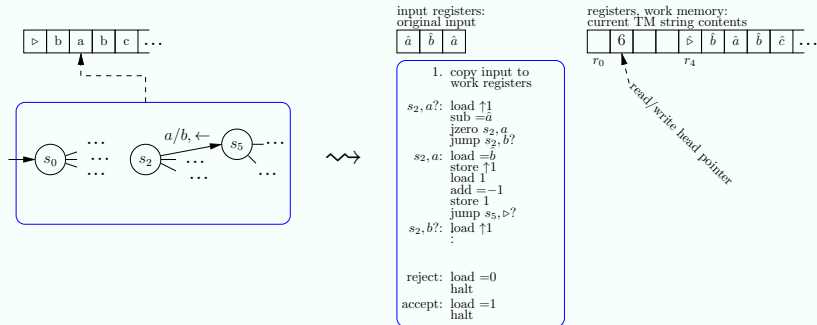 ▷ b a b c ...
a/b, ←
s₀ ... ... ...
s₂ ... ...
s₅ ... ...
⇝
input registers:
original input
â b̂ â
1. copy input to
work registers
s₂, a?: load ↑1
sub =â
jzero s₂, a
jump s₂, b?
s₂, a: load =b̂
store ↑1
load 1
add =−1
store 1
jump s₅, ▷?
s₂, b?: load ↑1
⋮
reject: load =0
halt
accept: load =1
halt
registers, work memory:
current TM string contents
6 ▷̂ b̂ â b̂ ĉ ...
r₀ r₄
read/write head pointer